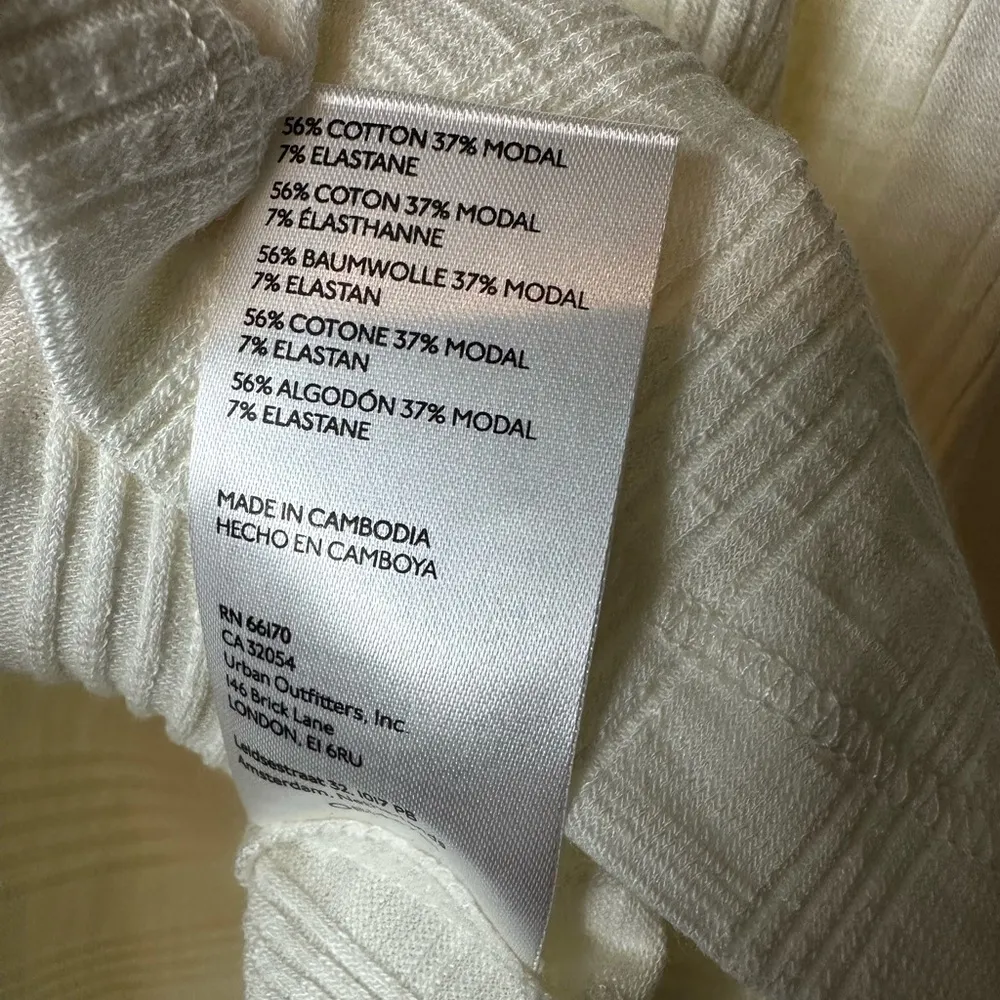 56% COTTON 37% MODAL
7% ELASTANE
56% COTON 37% MODAL
7% ÉLASTHANNE
56% BAUMWOLLE 37% MODAL
7% ELASTAN
56% COTONE 37% MODAL
7% ELASTAN
56% ALGODÓN 37% MODAL
7% ELASTANE
MADE IN CAMBODIA
HECHO EN CAMBOYA
RN 66170
CA 32054
Urban Outfitters, Inc.
146 Brick Lane
LONDON, E1 6RU
Leidsestraat 32, 1017 PB
Amsterdam,